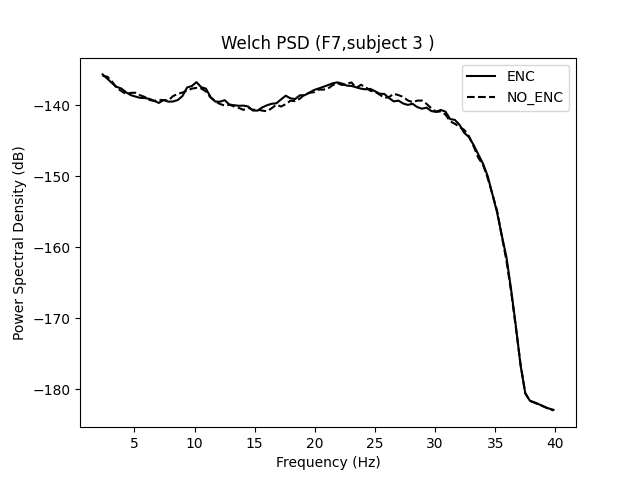 Welch PSD (F7,subject 3 )
ENC
NO_ENC
Power Spectral Density (dB)
−140
−150
−160
−170
−180
5 10 15 20 25 30 35 40
Frequency (Hz)